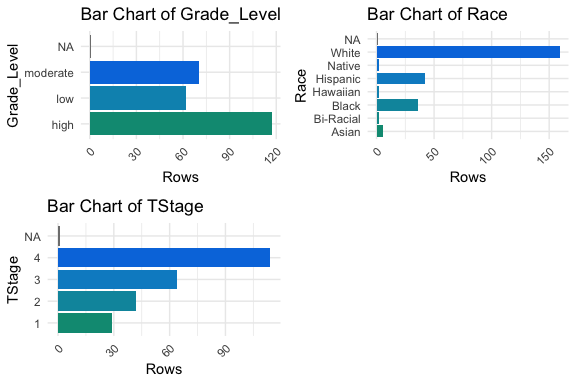 Bar Chart of Grade_Level
Grade_Level
NA
moderate
low
high
0
30
60
90
120
Rows
Bar Chart of Race
Race
NA
White
Native
Hispanic
Hawaiian
Black
Bi-Racial
Asian
0
50
100
150
Rows
Bar Chart of TStage
TStage
NA
4
3
2
1
0
30
60
90
Rows